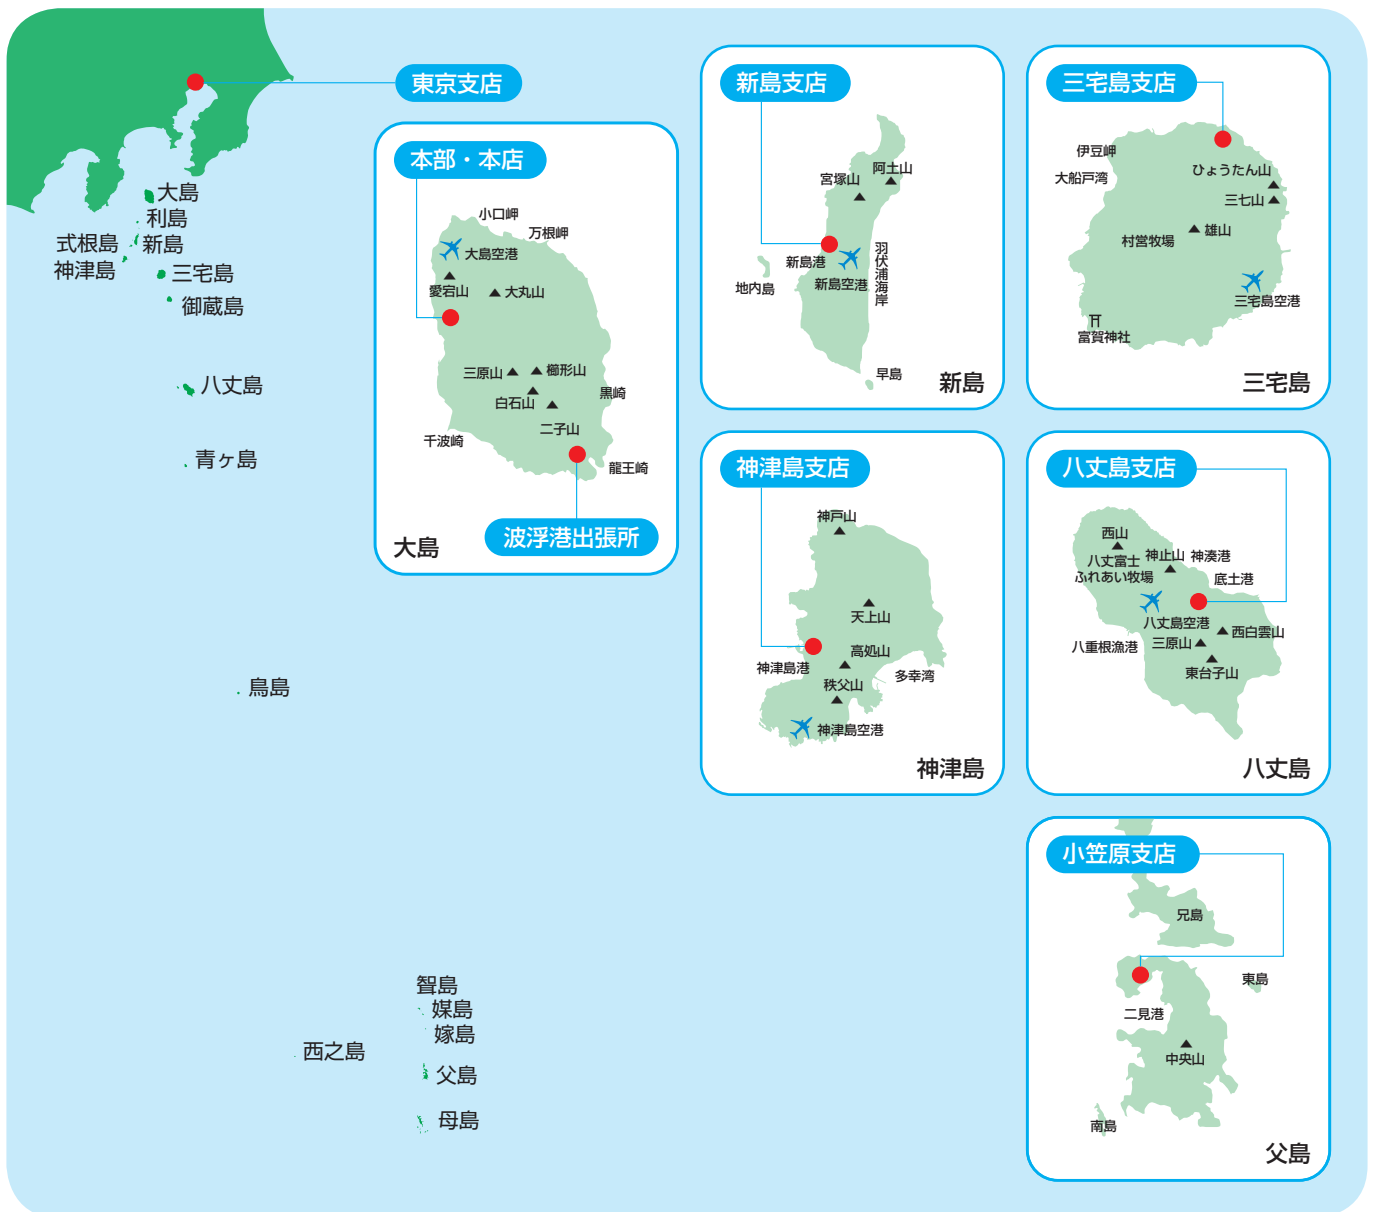 東京支店
大島
利島
式根島
新島
神津島
三宅島
御蔵島
八丈島
青ヶ島
鳥島
聟島
媒島
嫁島
西之島
父島
母島
本部・本店
小口岬
万根岬
大島空港
愛宕山
大丸山
三原山
櫛形山
黒崎
白石山
二子山
千波崎
龍王崎
波浮港出張所
大島
新島支店
阿土山
宮塚山
羽伏浦海岸
新島港
新島空港
地内島
早島
新島
三宅島支店
伊豆岬
大船戸湾
ひょうたん山
三七山
雄山
村営牧場
三宅島空港
富賀神社
三宅島
神津島支店
神戸山
天上山
高処山
神津島港
多幸湾
秩父山
神津島空港
神津島
八丈島支店
西山
八丈富士
ふれあい牧場
神止山
神湊港
底土港
八丈島空港
西白雲山
八重根漁港
三原山
東台子山
八丈島
小笠原支店
兄島
東島
二見港
中央山
南島
父島